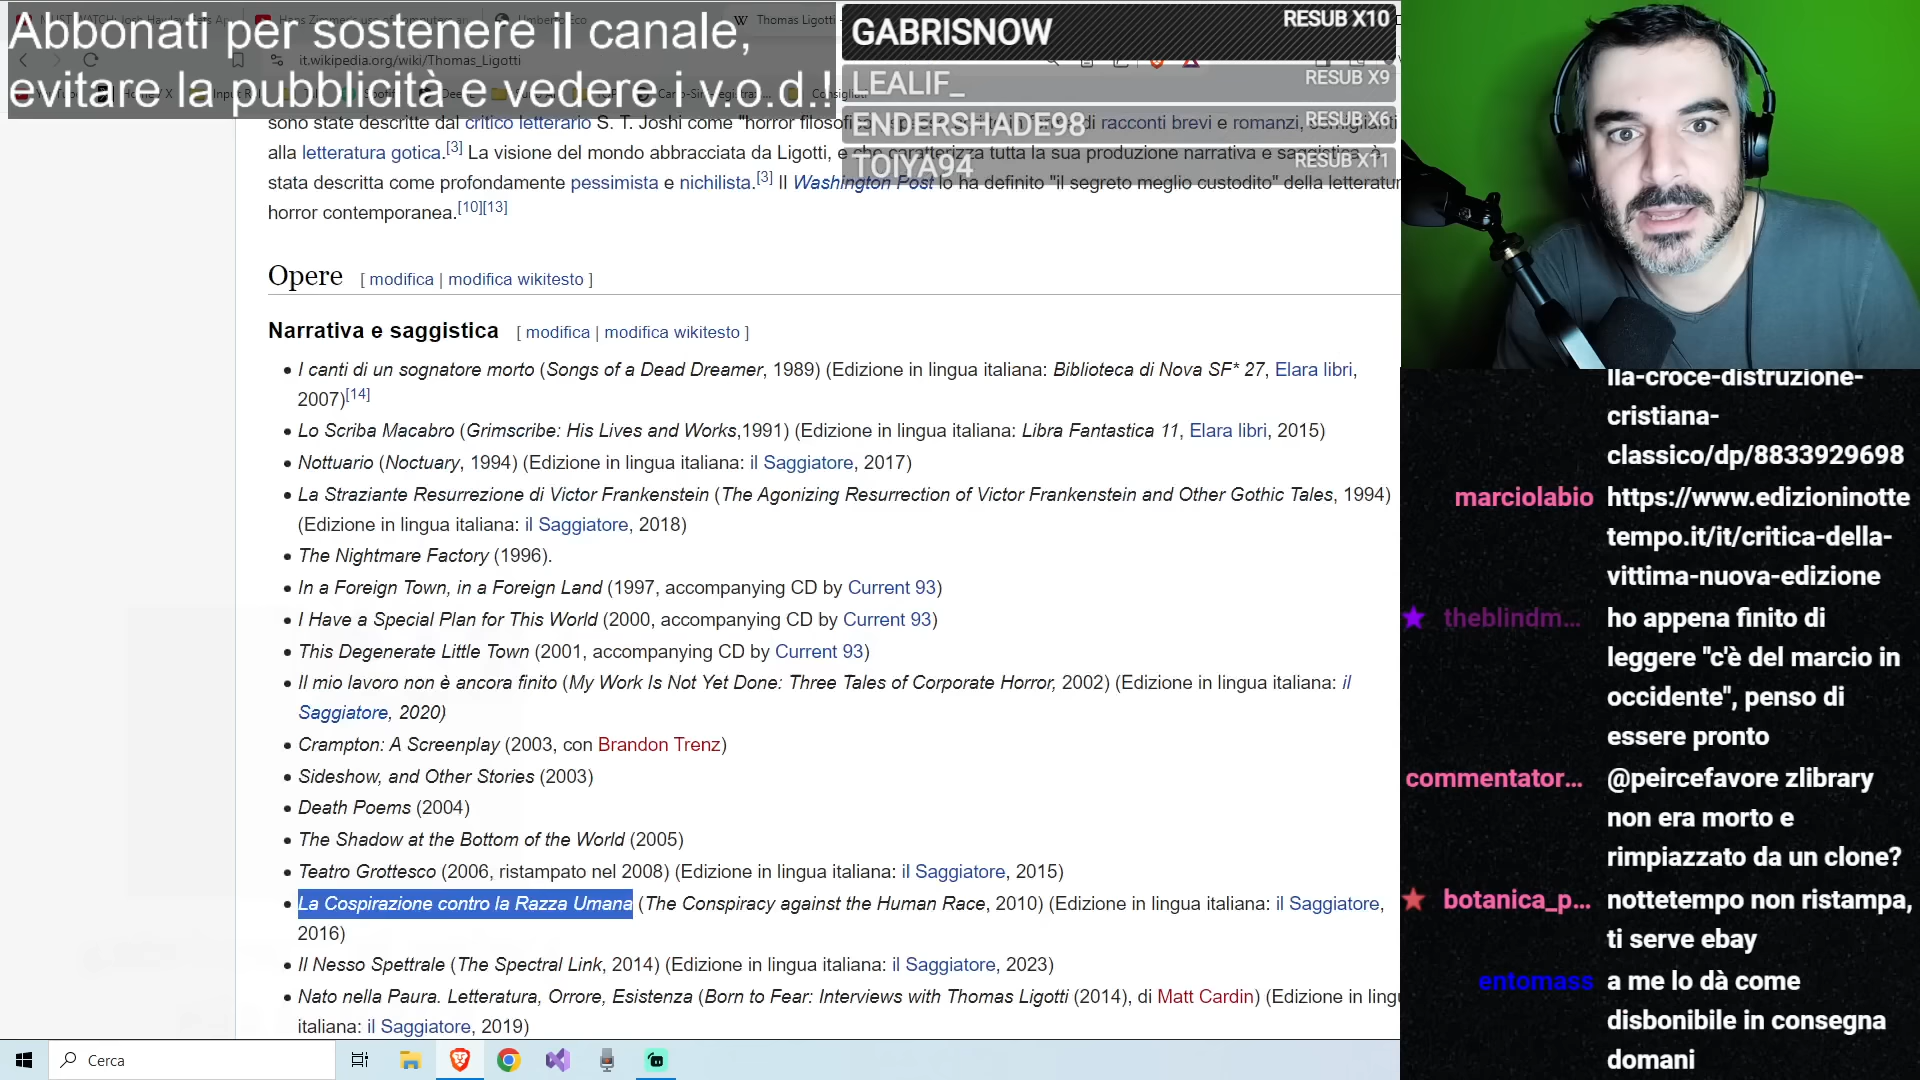 Abbonati per sostenere il canale,
evitare la pubblicità e vedere i v.o.d.!
it.wikipedia.org/wiki/Thomas_Ligotti
Thomas Ligotti
GABRISNOW RESUB X10
LEALIF_ RESUB X9
ENDERSHADE98 RESUB X6
TOIYA94 RESUB X11
sono state descritte dal critico letterario S. T. Joshi come "horror di racconti brevi e romanzi,
alla letteratura gotica.[3] La visione del mondo abbracciata da Ligotti, e che caratterizza tutta la sua produzione narrativa e saggistica, è
stata descritta come profondamente pessimista e nichilista.[3] Il Washington Post lo ha definito "il segreto meglio custodito" della letteratur
horror contemporanea.[10][13]
Opere [ modifica | modifica wikitesto ]
Narrativa e saggistica [ modifica | modifica wikitesto ]
• I canti di un sognatore morto (Songs of a Dead Dreamer, 1989) (Edizione in lingua italiana: Biblioteca di Nova SF* 27, Elara libri,
2007)[14]
• Lo Scriba Macabro (Grimscribe: His Lives and Works,1991) (Edizione in lingua italiana: Libra Fantastica 11, Elara libri, 2015)
• Nottuario (Noctuary, 1994) (Edizione in lingua italiana: il Saggiatore, 2017)
• La Straziante Resurrezione di Victor Frankenstein (The Agonizing Resurrection of Victor Frankenstein and Other Gothic Tales, 1994)
(Edizione in lingua italiana: il Saggiatore, 2018)
• The Nightmare Factory (1996).
• In a Foreign Town, in a Foreign Land (1997, accompanying CD by Current 93)
• I Have a Special Plan for This World (2000, accompanying CD by Current 93)
• This Degenerate Little Town (2001, accompanying CD by Current 93)
• Il mio lavoro non è ancora finito (My Work Is Not Yet Done: Three Tales of Corporate Horror, 2002) (Edizione in lingua italiana: il
Saggiatore, 2020)
• Crampton: A Screenplay (2003, con Brandon Trenz)
• Sideshow, and Other Stories (2003)
• Death Poems (2004)
• The Shadow at the Bottom of the World (2005)
• Teatro Grottesco (2006, ristampato nel 2008) (Edizione in lingua italiana: il Saggiatore, 2015)
• La Cospirazione contro la Razza Umana (The Conspiracy against the Human Race, 2010) (Edizione in lingua italiana: il Saggiatore,
2016)
• Il Nesso Spettrale (The Spectral Link, 2014) (Edizione in lingua italiana: il Saggiatore, 2023)
• Nato nella Paura. Letteratura, Orrore, Esistenza (Born to Fear: Interviews with Thomas Ligotti (2014), di Matt Cardin) (Edizione in lingu
italiana: il Saggiatore, 2019)
Cerca
lla-croce-distruzione-
cristiana-
classico/dp/8833929698
marciolabio https://www.edizioninotte
tempo.it/it/critica-della-
vittima-nuova-edizione
theblindm... ho appena finito di
leggere "c'è del marcio in
occidente", penso di
essere pronto
commentator... @peircefavore zlibrary
non era morto e
rimpiazzato da un clone?
botanica_p... nottetempo non ristampa,
ti serve ebay
entomass a me lo dà come
disbonibile in consegna
domani